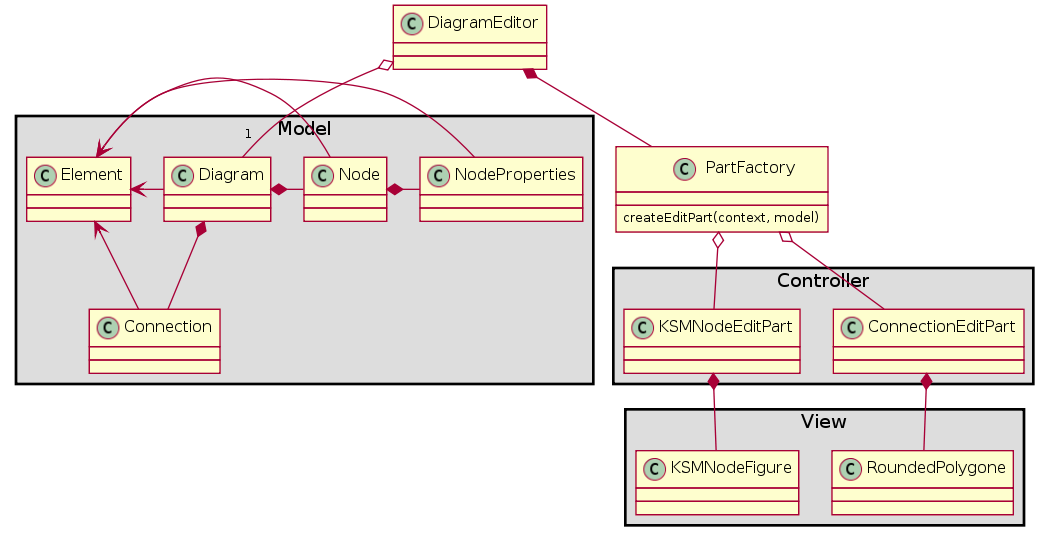 C DiagramEditor
1
Model
C Element
C Diagram
C Node
C NodeProperties
C PartFactory
createEditPart(context, model)
Controller
C Connection
C KSMNodeEditPart
C ConnectionEditPart
View
C KSMNodeFigure
C RoundedPolygone